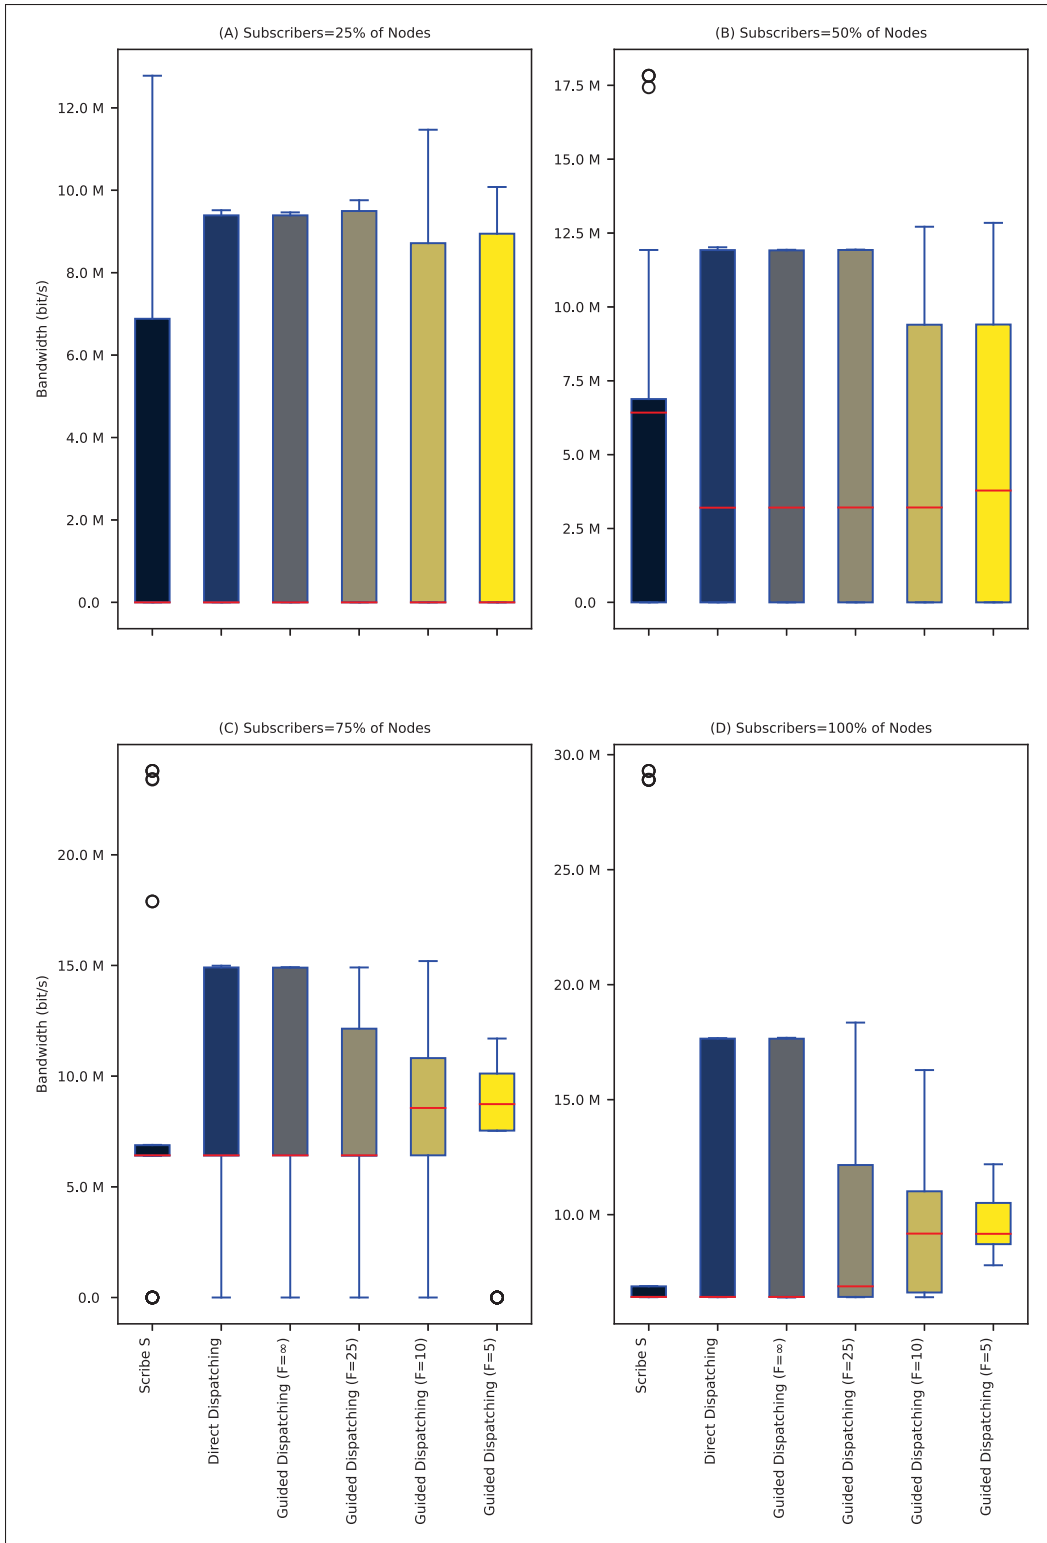 (A) Subscribers=25% of Nodes
Bandwidth (bit/s)
12.0 M
10.0 M
8.0 M
6.0 M
4.0 M
2.0 M
0.0
(B) Subscribers=50% of Nodes
17.5 M
15.0 M
12.5 M
10.0 M
7.5 M
5.0 M
2.5 M
0.0
(C) Subscribers=75% of Nodes
Bandwidth (bit/s)
20.0 M
15.0 M
10.0 M
5.0 M
0.0
Scribe S
Direct Dispatching
Guided Dispatching (F=∞)
Guided Dispatching (F=25)
Guided Dispatching (F=10)
Guided Dispatching (F=5)
(D) Subscribers=100% of Nodes
30.0 M
25.0 M
20.0 M
15.0 M
10.0 M
Scribe S
Direct Dispatching
Guided Dispatching (F=∞)
Guided Dispatching (F=25)
Guided Dispatching (F=10)
Guided Dispatching (F=5)